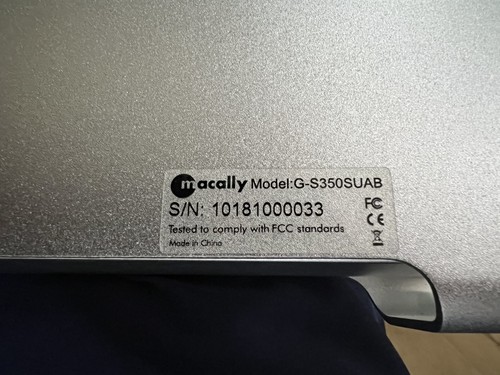 macally Model:G-S350SUAB
S/N: 10181000033
FC
CE
Tested to comply with FCC standards
Made in China